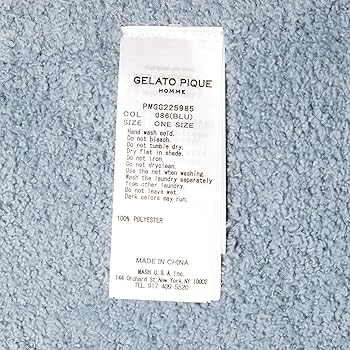 GELATO PIQUE
HOMME
PMGG225985
COL 086(BLU)
SIZE ONE SIZE
Hand wash cold.
Do not bleach.
Do not tumble dry.
Dry flat in shade.
Do not iron.
Do not dryclean.
Use the net when washing.
Wash the laundry separately
from other laundry.
Do not leave wet.
Dark colors may run.
100% POLYESTER
MADE IN CHINA
MASH U.S.A Inc.
144 Orchard St. New York, NY 10002
TEL. 917 409 5520